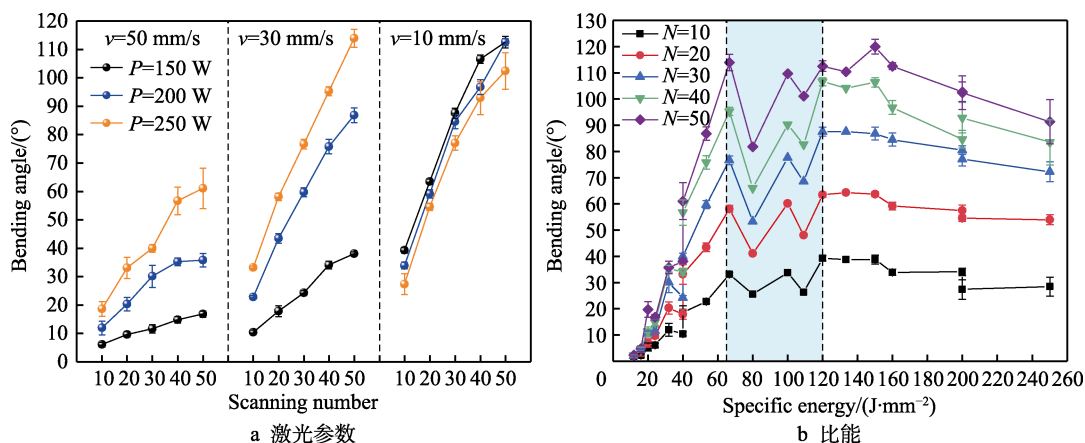 v=50 mm/s
v=30 mm/s
v=10 mm/s
P=150 W
P=200 W
P=250 W
Bending angle/(°)
120
110
100
90
80
70
60
50
40
30
20
10
0
10 20 30 40 50 10 20 30 40 50 10 20 30 40 50
Scanning number
a 激光参数
N=10
N=20
N=30
N=40
N=50
Bending angle/(°)
130
120
110
100
90
80
70
60
50
40
30
20
10
0 20 40 60 80 100 120 140 160 180 200 220 240 260
Specific energy/(J·mm⁻²)
b 比能